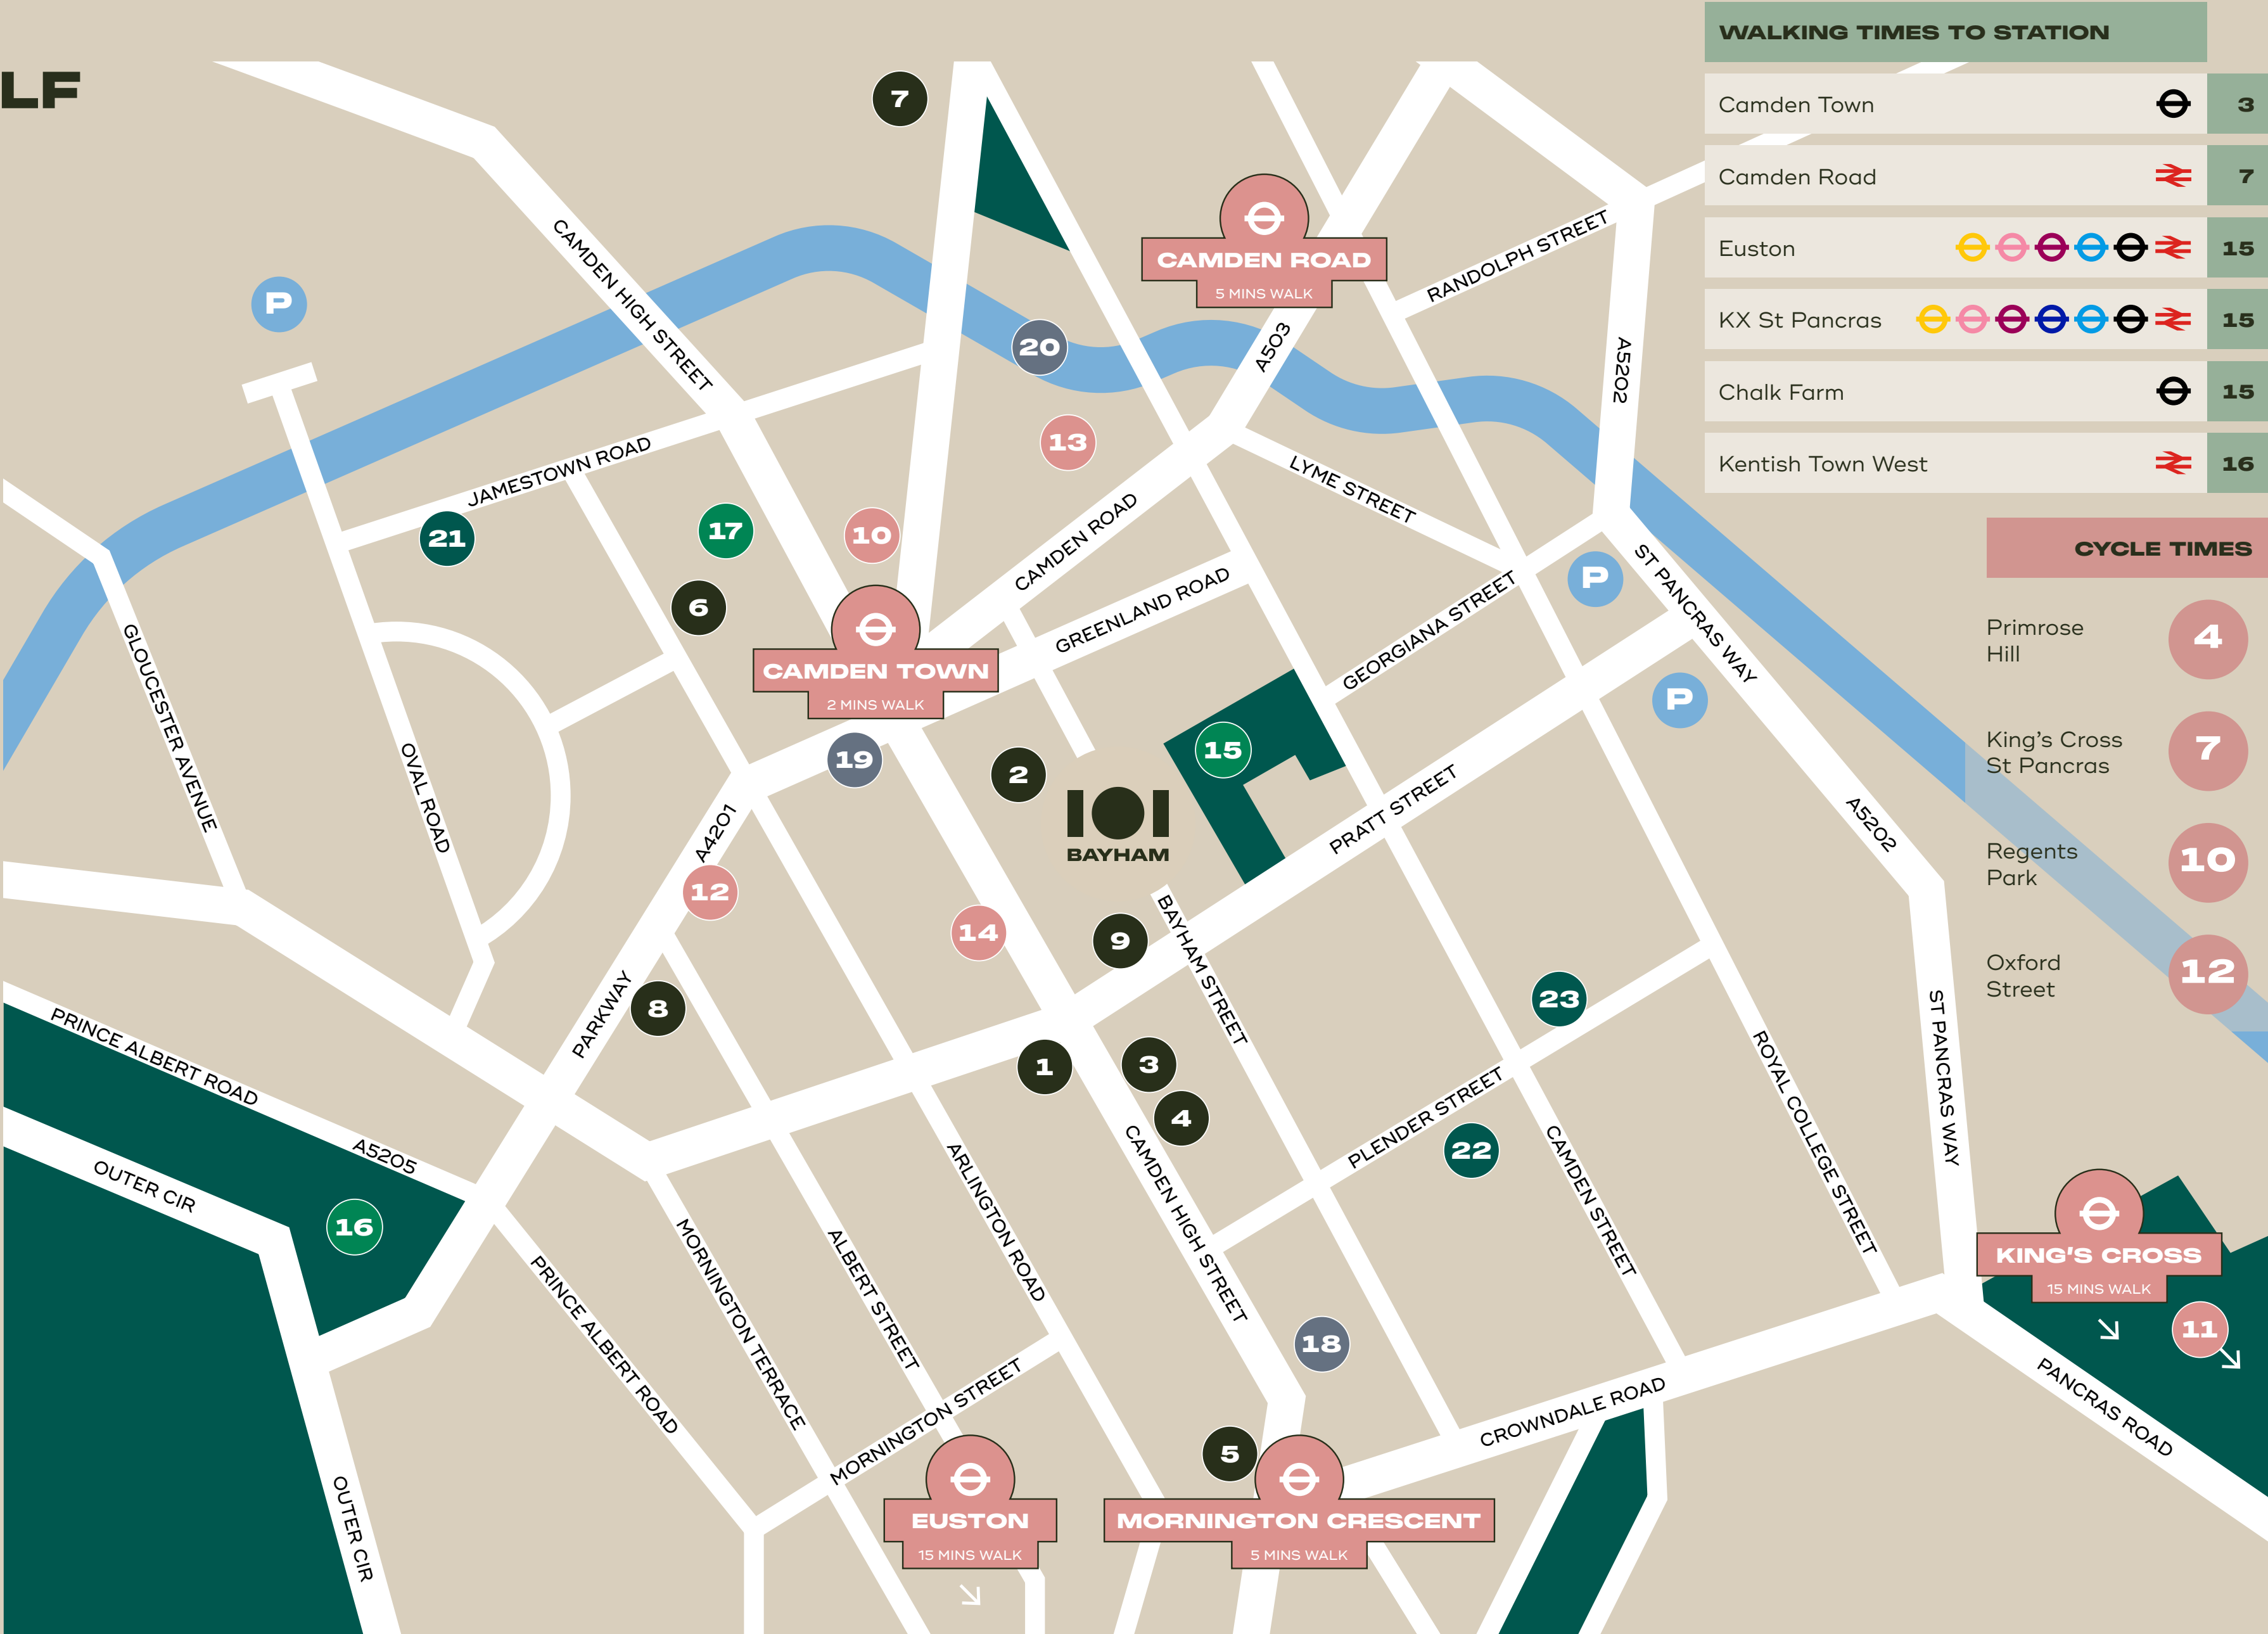 LF
WALKING TIMES TO STATION
Camden Town 3
Camden Road 7
Euston 15
KX St Pancras 15
Chalk Farm 15
Kentish Town West 16
CYCLE TIMES
Primrose
Hill
4
King's Cross
St Pancras
7
Regents
Park
10
Oxford
Street
12
7
CAMDEN HIGH STREET
P
CAMDEN ROAD
5 MINS WALK
RANDOLPH STREET
A503
A5202
20
13
JAMESTOWN ROAD
21
17
10
6
CAMDEN ROAD
LYME STREET
GREENLAND ROAD
GEORGIANA STREET
P
ST PANCRAS WAY
P
CAMDEN TOWN
2 MINS WALK
GLOUCESTER AVENUE
OVAL ROAD
19
2
101
BAYHAM
15
PRATT STREET
A5202
A4201
12
14
9
BAYHAM STREET
PARKWAY
8
1
3
4
23
PLENDER STREET
22
PRINCE ALBERT ROAD
A5205
OUTER CIR
16
PRINCE ALBERT ROAD
MORNINGTON TERRACE
ALBERT STREET
ARLINGTON ROAD
CAMDEN HIGH STREET
CAMDEN STREET
ROYAL COLLEGE STREET
ST PANCRAS WAY
KING'S CROSS
15 MINS WALK
11
PANCRAS ROAD
18
MORNINGTON STREET
CROWNDALE ROAD
5
OUTER CIR
EUSTON
15 MINS WALK
MORNINGTON CRESCENT
5 MINS WALK